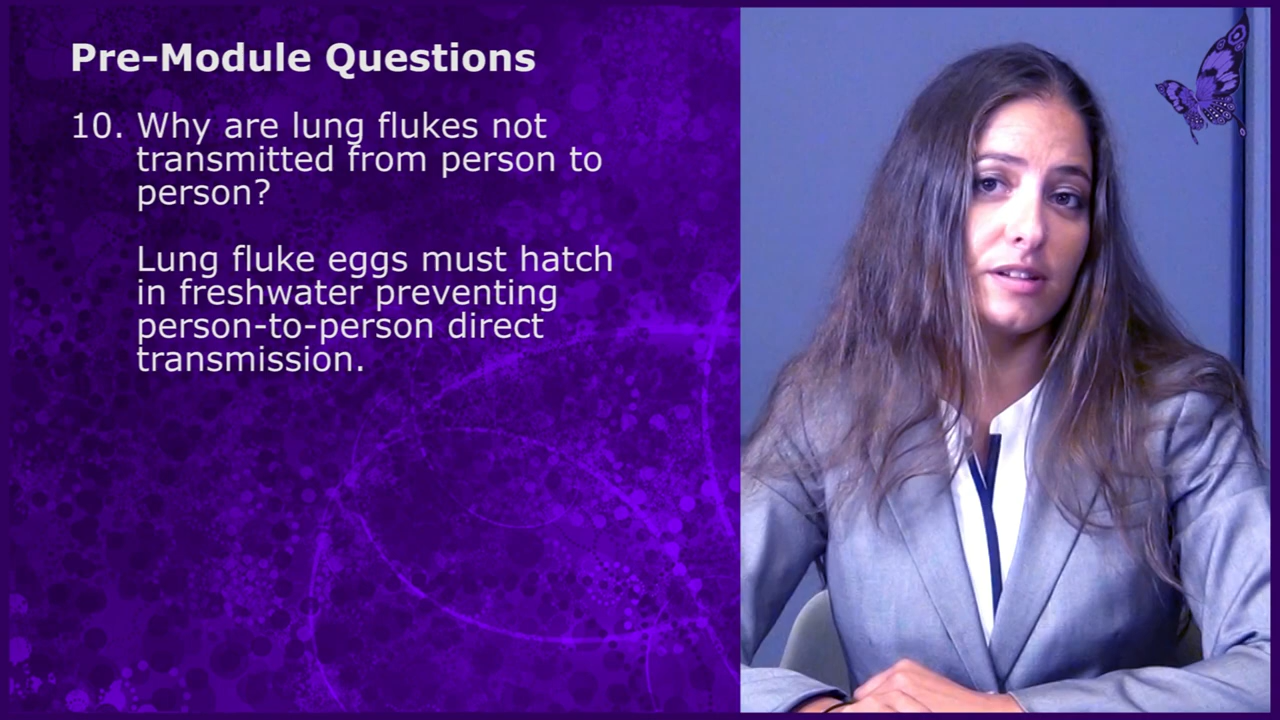 Pre-Module Questions
10. Why are lung flukes not
transmitted from person to
person?
Lung fluke eggs must hatch
in freshwater preventing
person-to-person direct
transmission.